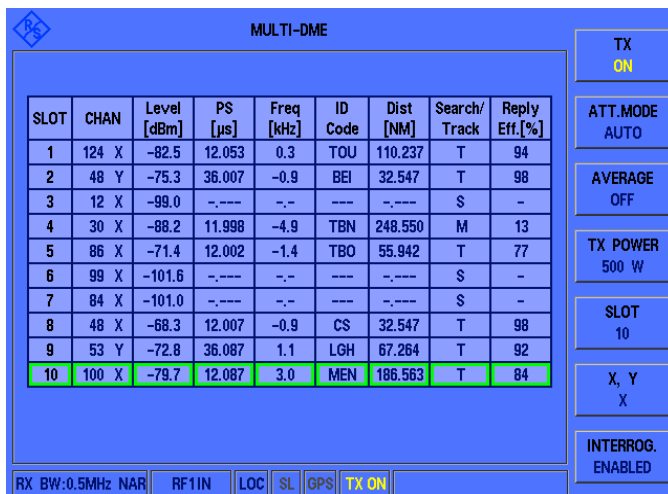 R&S
MULTI-DME
SLOT CHAN Level [dBm] PS [µs] Freq [kHz] ID Code Dist [NM] Search/ Track Reply Eff.[%]
1 124 X -82.5 12.053 0.3 TOU 110.237 T 94
2 48 Y -75.3 36.007 -0.9 BEI 32.547 T 98
3 12 X -99.0 -.--- -.- --- -.--- S -
4 30 X -88.2 11.998 -4.9 TBN 248.550 M 13
5 86 X -71.4 12.002 -1.4 TBO 55.942 T 77
6 99 X -101.6 -.--- -.- --- -.--- S -
7 84 X -101.0 -.--- -.- --- -.--- S -
8 48 X -68.3 12.007 -0.9 CS 32.547 T 98
9 53 Y -72.8 36.087 1.1 LGH 67.264 T 92
10 100 X -79.7 12.087 3.0 MEN 186.563 T 84
TX
ON
ATT.MODE
AUTO
AVERAGE
OFF
TX POWER
500 W
SLOT
10
X, Y
X
INTERROG.
ENABLED
RX BW:0.5MHz NAR RF1IN LOC SL GPS TX ON